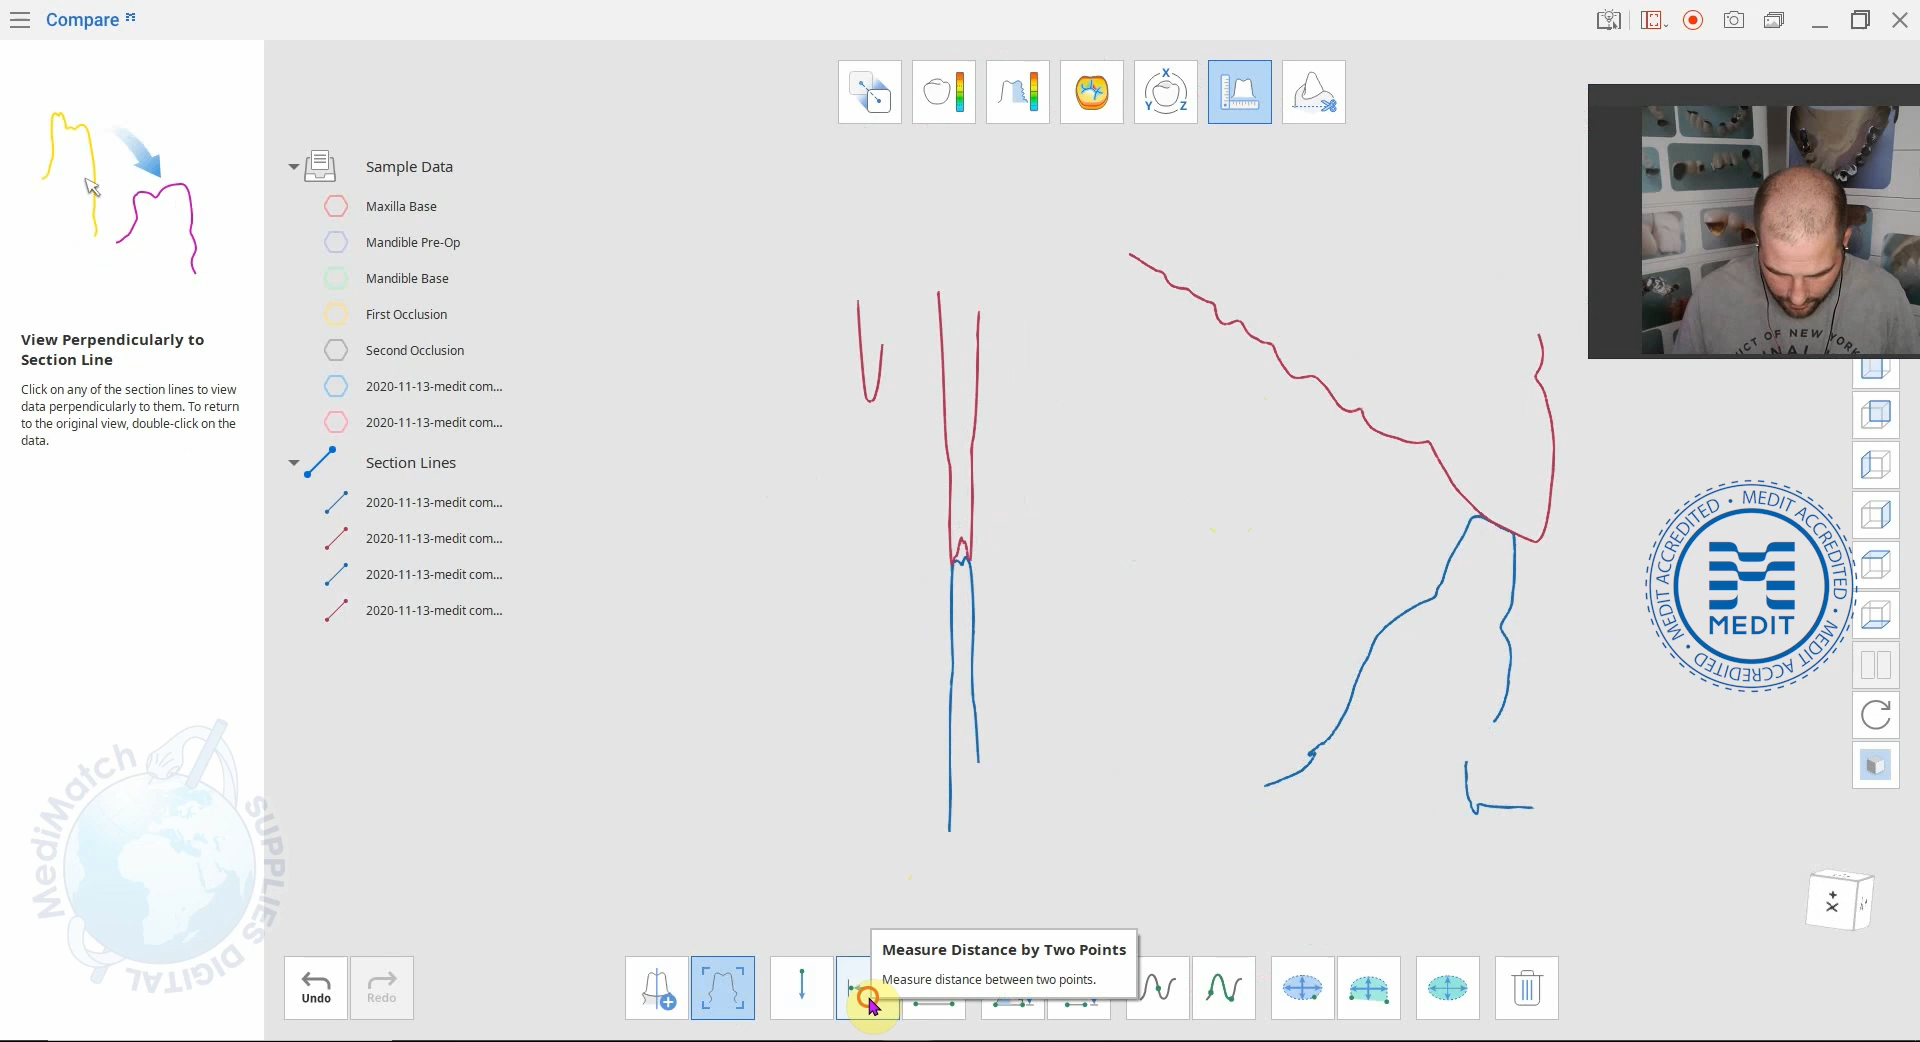 Compare
X
Y Z
Sample Data
Maxilla Base
Mandible Pre-Op
Mandible Base
First Occlusion
Second Occlusion
2020-11-13-medit com...
2020-11-13-medit com...
Section Lines
2020-11-13-medit com...
2020-11-13-medit com...
2020-11-13-medit com...
2020-11-13-medit com...
View Perpendicularly to
Section Line
Click on any of the section lines to view
data perpendicularly to them. To return
to the original view, double-click on the
data.
UCT OF NEW YORK
MEDIT ACCREDITED • MEDIT ACCREDITED • MEDIT ACCREDITED •
MEDIT
MediMatch
DIGITAL
SUPPLIES
+X
Measure Distance by Two Points
Measure distance between two points.
Undo
Redo